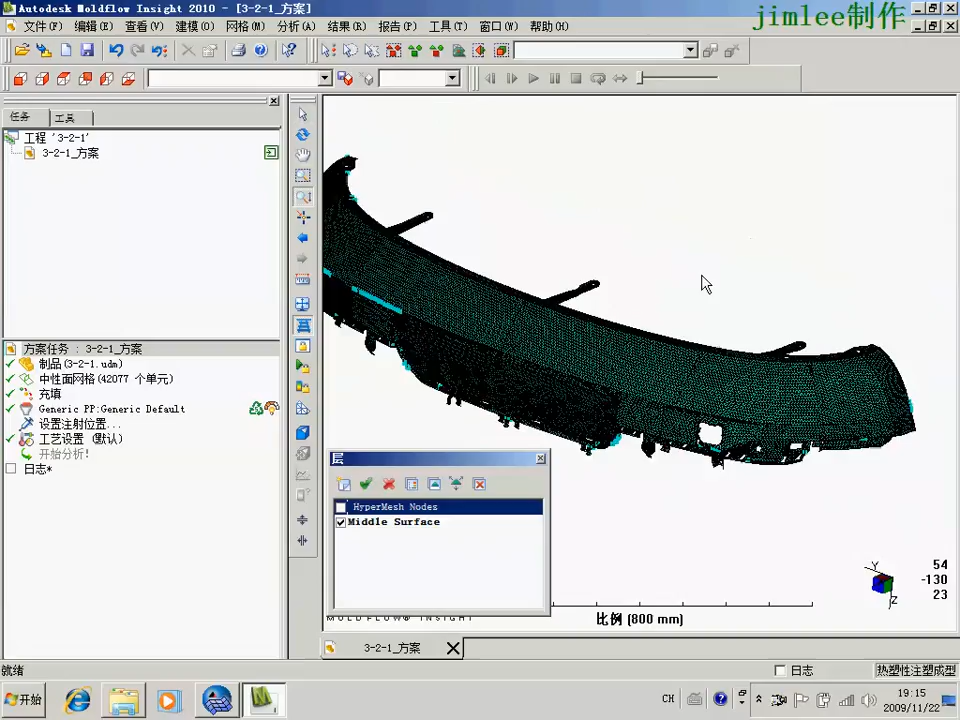 Autodesk Moldflow Insight 2010 - [3-2-1_方案]
jimlee制作
文件(F) 编辑(E) 查看(V) 建模(O) 网格(M) 分析(A) 结果(R) 报告(P) 工具(T) 窗口(W) 帮助(H)
任务 工具
工程 '3-2-1'
3-2-1_方案
方案任务 : 3-2-1_方案
制品(3-2-1.udm)
中性面网格(42077 个单元)
充填
Generic PP:Generic Default
设置注射位置...
工艺设置 (默认)
开始分析!
日志*
层
HyperMesh Nodes
Middle Surface
MOLDFLOW® INSIGHT
比例 (800 mm)
Y
Z
54
-130
23
3-2-1_方案
就绪
日志
热塑性注塑成型
开始
CH
19:15
2009/11/22